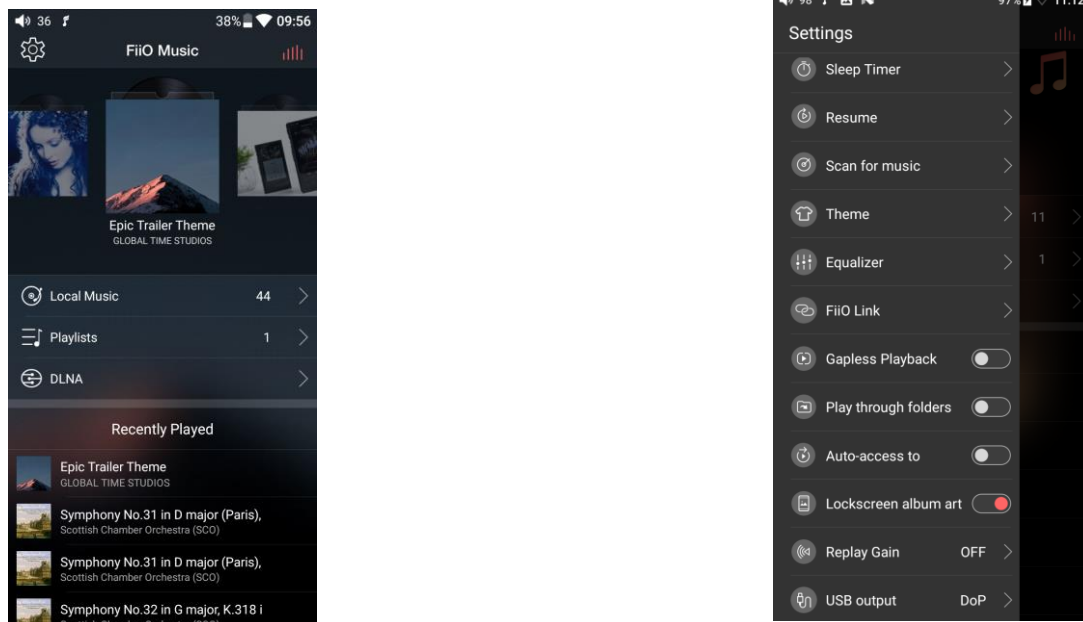 36
38%
09:56
FiiO Music
Epic Trailer Theme
GLOBAL TIME STUDIOS
Local Music 44
Playlists 1
DLNA
Recently Played
Epic Trailer Theme
GLOBAL TIME STUDIOS
Symphony No.31 in D major (Paris),
Scottish Chamber Orchestra (SCO)
Symphony No.31 in D major (Paris),
Scottish Chamber Orchestra (SCO)
Symphony No.32 in G major, K.318 i
98
97%
11:12
Settings
Sleep Timer
Resume
Scan for music
Theme
11
Equalizer
1
FiiO Link
Gapless Playback
Play through folders
Auto-access to
Lockscreen album art
Replay Gain OFF
USB output DoP